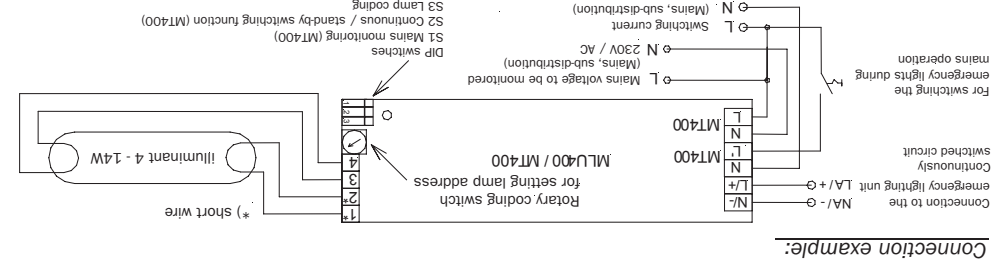 Connection example:
Connection to the
emergency lighting unit
NA/-
LA/+
N/-
L/+
Rotary coding switch
for setting lamp address
1*
2*
3
4
*) short wire
Continuously
switched circuit
N
L'
MT400
MLU400 / MT400
illuminant 4 - 14W
N
L
MT400
3
2
1
For switching the
emergency lights during
mains operation
L
Mains voltage to be monitored
(Mains, sub-distribution)
N
230V / AC
L
Switching current
N
(Mains, sub-distribution)
DIP switches
S1 Mains monitoring (MT400)
S2 Continuous / stand-by switching function (MT400)
S3 Lamp coding